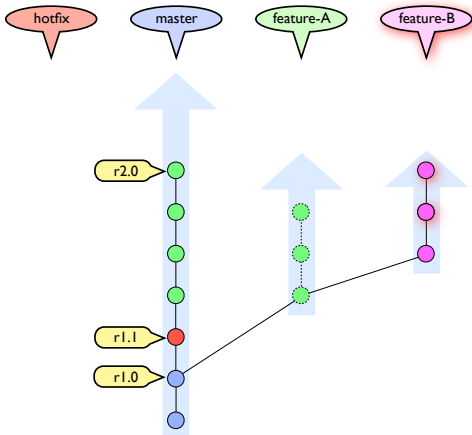 hotfix
master
feature-A
feature-B
r2.0
r1.1
r1.0